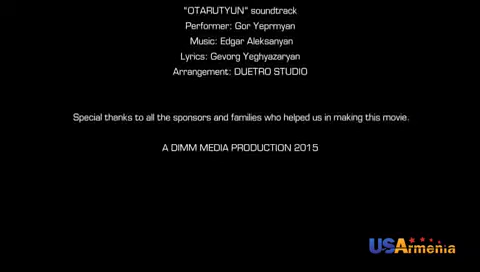 "OTARUTYUN" soundtrack
Performer: Gor Yeprmyan
Music: Edgar Aleksanyan
Lyrics: Gevorg Yeghyazaryan
Arrangement: DUETRO STUDIO
Special thanks to all the sponsors and families who helped us in making this movie.
A DIMM MEDIA PRODUCTION 2015
USArmenia